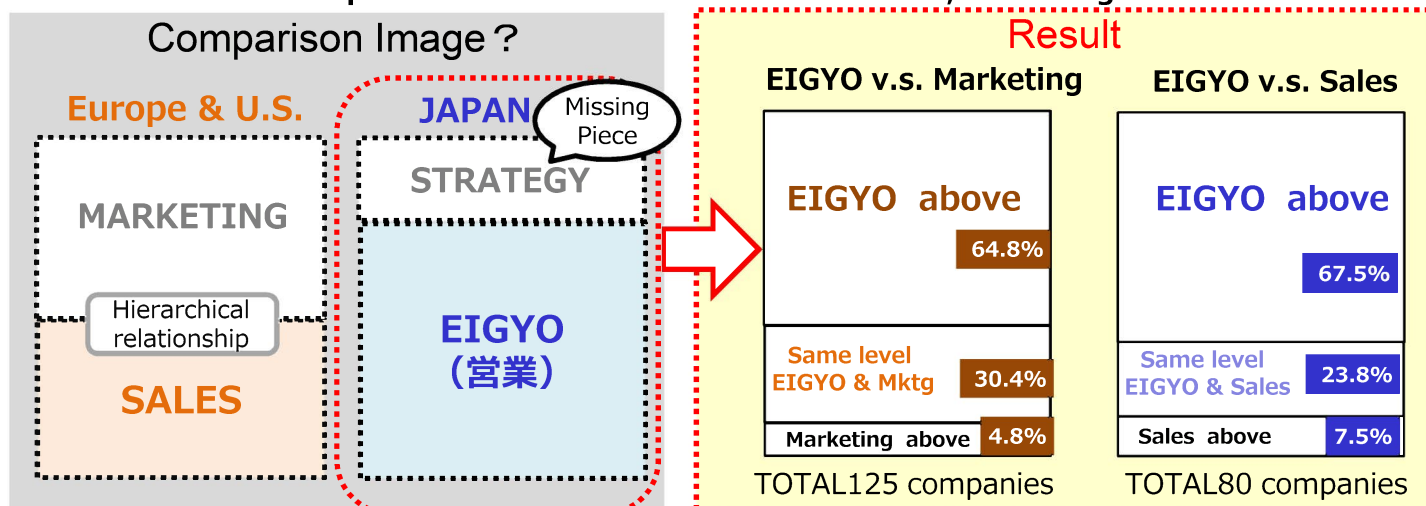 Comparison Image？
Europe & U.S.
MARKETING
Hierarchical
relationship
SALES
JAPAN
Missing
Piece
STRATEGY
EIGYO
（営業）
Result
EIGYO v.s. Marketing
EIGYO above
64.8%
Same level
EIGYO & Mktg
30.4%
Marketing above
4.8%
TOTAL125 companies
EIGYO v.s. Sales
EIGYO above
67.5%
Same level
EIGYO & Sales
23.8%
Sales above
7.5%
TOTAL80 companies